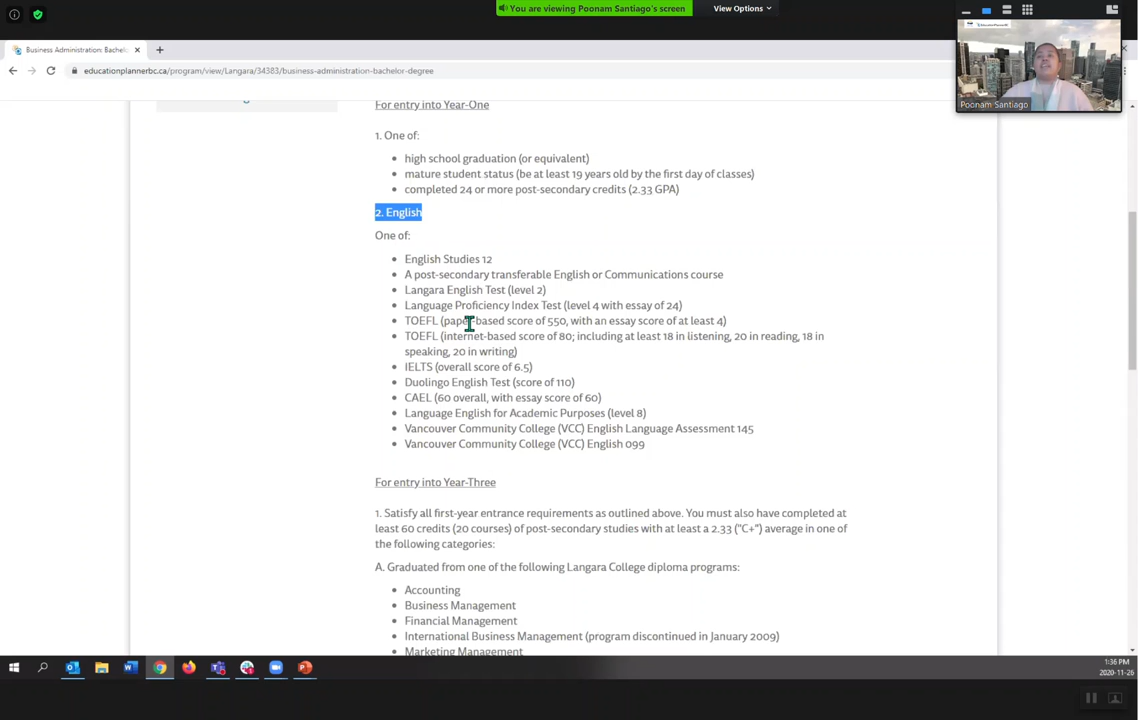 You are viewing Poonam Santiago's screen
View Options
Business Administration: Bachelo
educationplannerbc.ca/program/view/Langara/34383/business-administration-bachelor-degree
Poonam Santiago
For entry into Year-One
1. One of:
• high school graduation (or equivalent)
• mature student status (be at least 19 years old by the first day of classes)
• completed 24 or more post-secondary credits (2.33 GPA)
2. English
One of:
• English Studies 12
• A post-secondary transferable English or Communications course
• Langara English Test (level 2)
• Language Proficiency Index Test (level 4 with essay of 24)
• TOEFL (paper-based score of 550, with an essay score of at least 4)
• TOEFL (internet-based score of 80; including at least 18 in listening, 20 in reading, 18 in
speaking, 20 in writing)
• IELTS (overall score of 6.5)
• Duolingo English Test (score of 110)
• CAEL (60 overall, with essay score of 60)
• Language English for Academic Purposes (level 8)
• Vancouver Community College (VCC) English Language Assessment 145
• Vancouver Community College (VCC) English 099
For entry into Year-Three
1. Satisfy all first-year entrance requirements as outlined above. You must also have completed at
least 60 credits (20 courses) of post-secondary studies with at least a 2.33 ("C+") average in one of
the following categories:
A. Graduated from one of the following Langara College diploma programs:
• Accounting
• Business Management
• Financial Management
• International Business Management (program discontinued in January 2009)
• Marketing Management
1:36 PM
2020-11-26